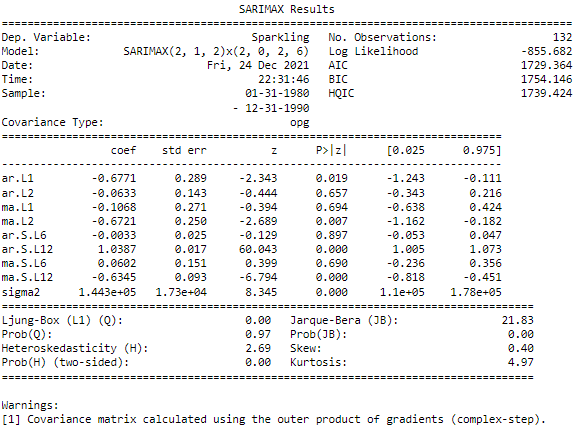 SARIMAX Results
==============================================================================
Dep. Variable: Sparkling No. Observations: 132
Model: SARIMAX(2, 1, 2)x(2, 0, 2, 6) Log Likelihood -855.682
Date: Fri, 24 Dec 2021 AIC 1729.364
Time: 22:31:46 BIC 1754.146
Sample: 01-31-1980 HQIC 1739.424
- 12-31-1990
Covariance Type: opg
==============================================================================
coef std err z P>|z| [0.025 0.975]
------------------------------------------------------------------------------
ar.L1 -0.6771 0.289 -2.343 0.019 -1.243 -0.111
ar.L2 -0.0633 0.143 -0.444 0.657 -0.343 0.216
ma.L1 -0.1068 0.271 -0.394 0.694 -0.638 0.424
ma.L2 -0.6721 0.250 -2.689 0.007 -1.162 -0.182
ar.S.L6 -0.0033 0.025 -0.129 0.897 -0.053 0.047
ar.S.L12 1.0387 0.017 60.043 0.000 1.005 1.073
ma.S.L6 0.0602 0.151 0.399 0.690 -0.236 0.356
ma.S.L12 -0.6345 0.093 -6.794 0.000 -0.818 -0.451
sigma2 1.443e+05 1.73e+04 8.345 0.000 1.1e+05 1.78e+05
==============================================================================
Ljung-Box (L1) (Q): 0.00 Jarque-Bera (JB): 21.83
Prob(Q): 0.97 Prob(JB): 0.00
Heteroskedasticity (H): 2.69 Skew: 0.40
Prob(H) (two-sided): 0.00 Kurtosis: 4.97
==============================================================================
Warnings:
[1] Covariance matrix calculated using the outer product of gradients (complex-step).